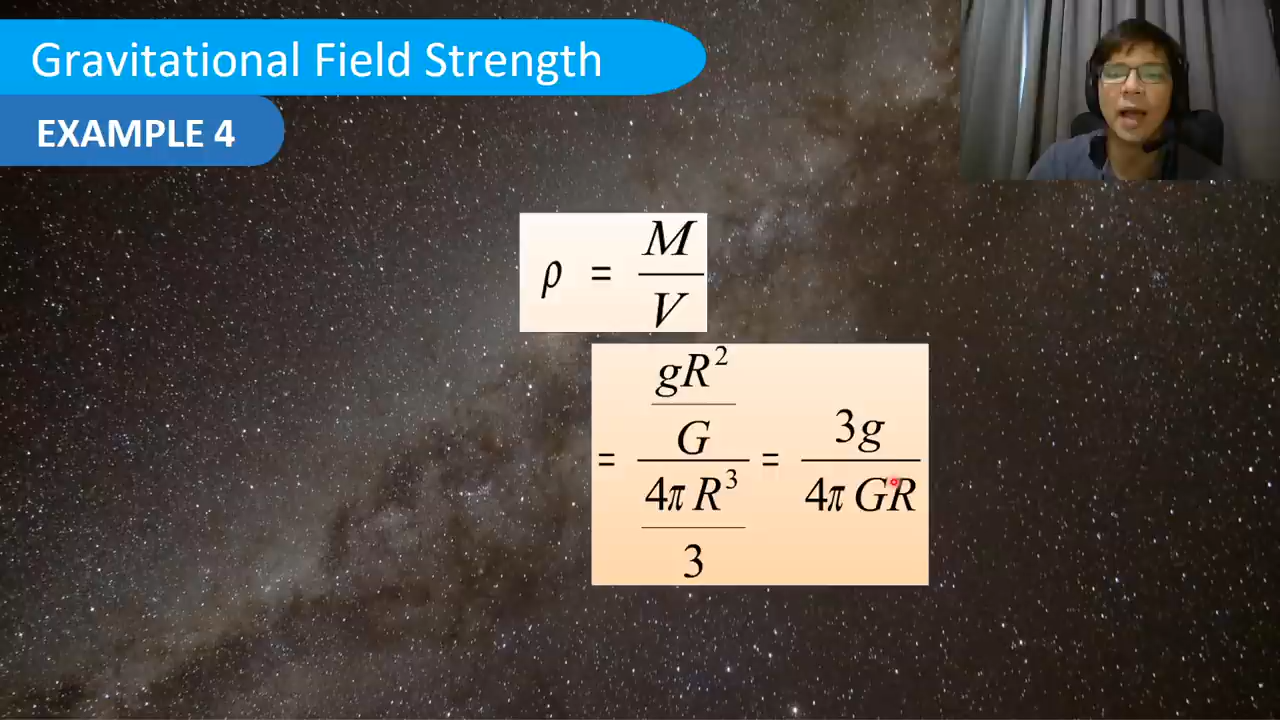 Gravitational Field Strength
EXAMPLE 4
ρ = M/V
= (gR²/G)/(4πR³/3) = 3g/(4πGR)